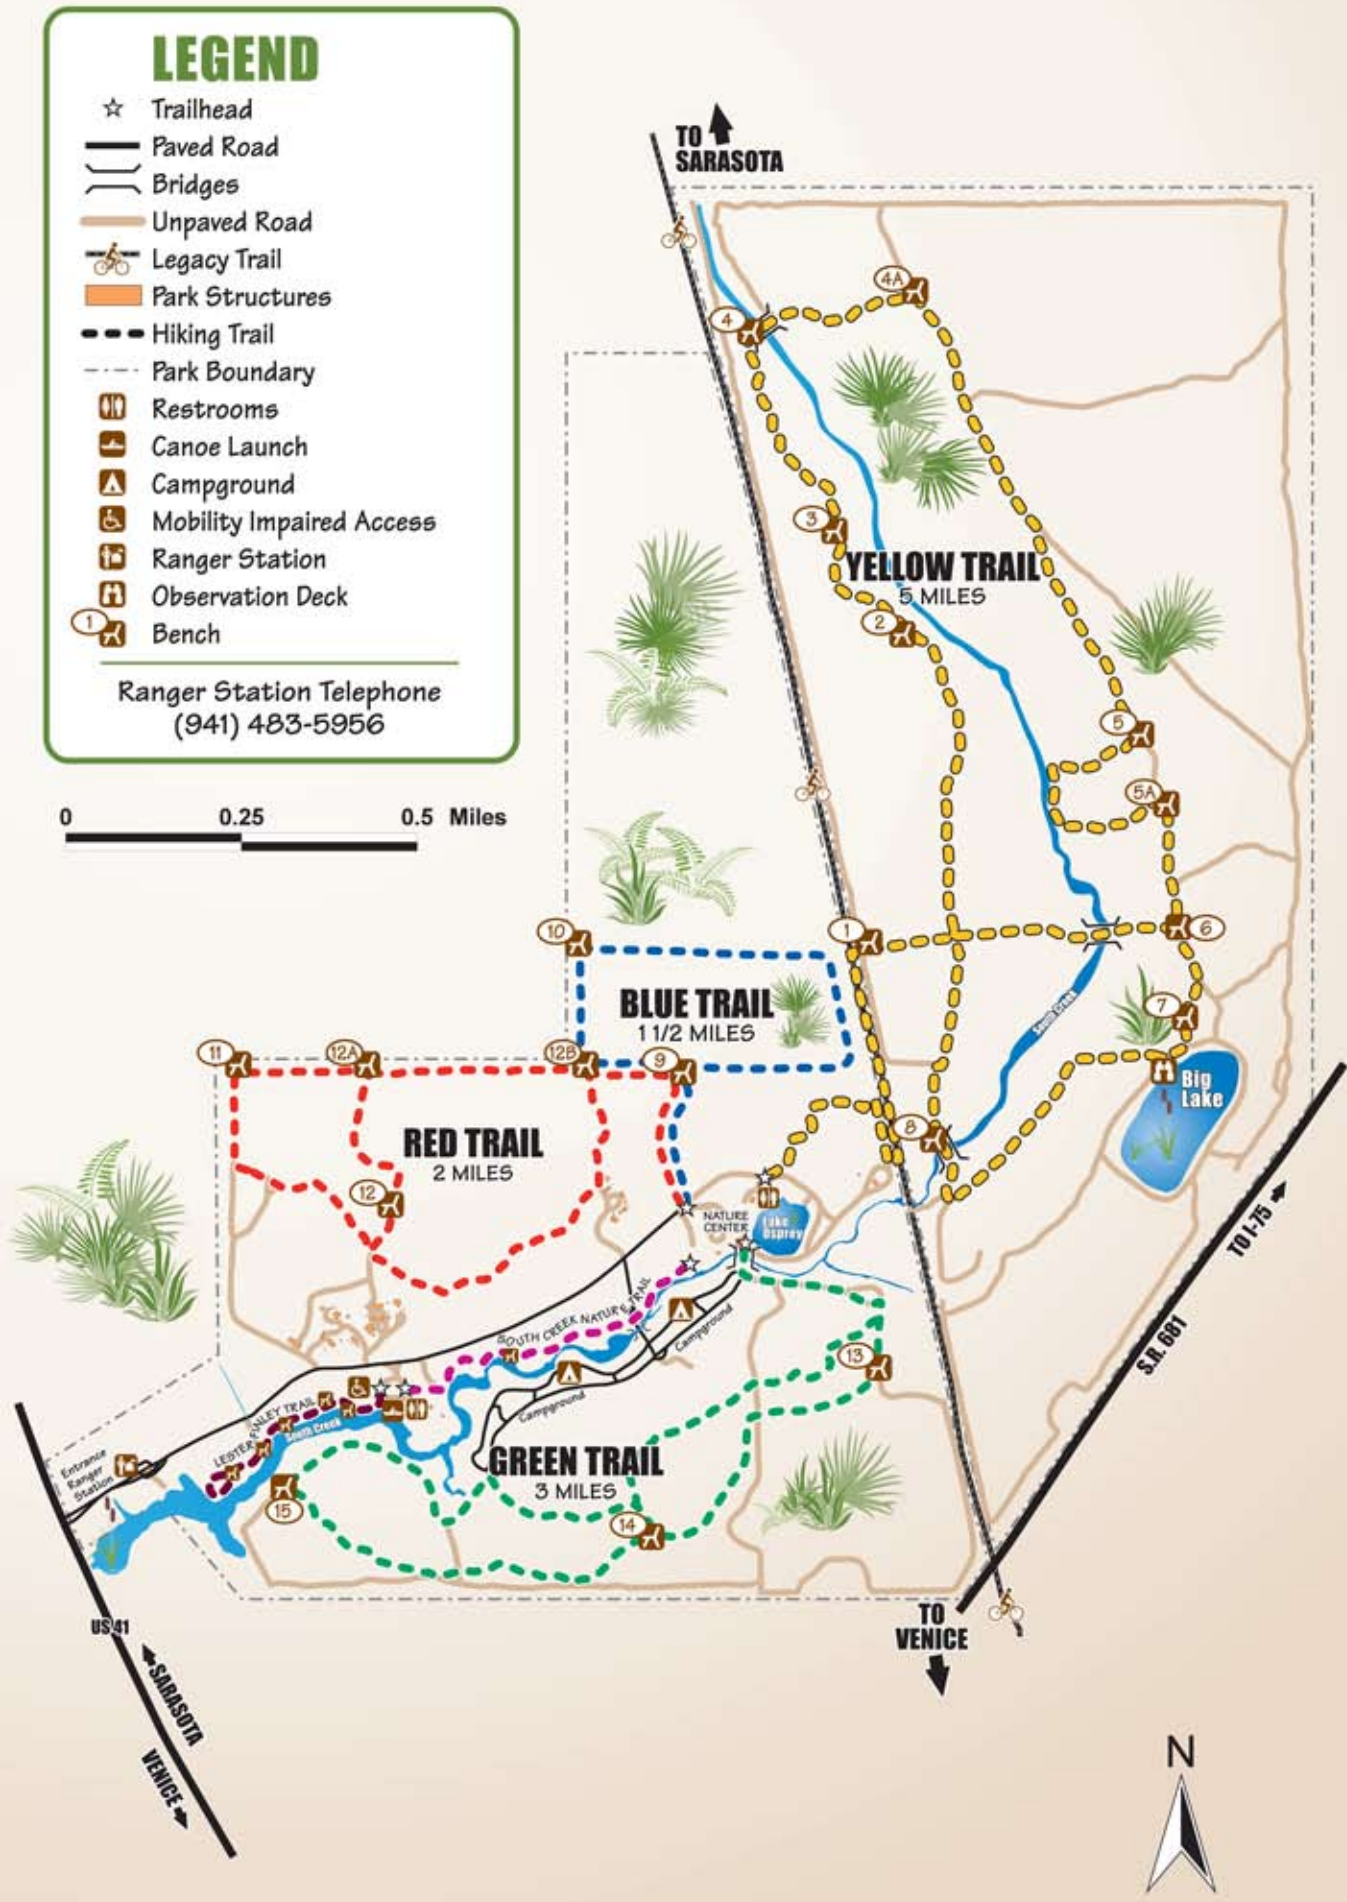 LEGEND
Trailhead
Paved Road
Bridges
Unpaved Road
Legacy Trail
Park Structures
Hiking Trail
Park Boundary
Restrooms
Canoe Launch
Campground
Mobility Impaired Access
Ranger Station
Observation Deck
1
Bench
Ranger Station Telephone
(941) 483-5956
0 0.25 0.5 Miles
TO
SARASOTA
4A
4
3
YELLOW TRAIL
5 MILES
2
5
5A
10
1
6
BLUE TRAIL
1 1/2 MILES
South Creek
7
11
12A
12B
9
Big
Lake
8
RED TRAIL
2 MILES
12
NATURE
CENTER
Lake
Osprey
TO I-75
S.R. 681
SOUTH CREEK NATURE TRAIL
Campground
13
Campground
LESTER FINLEY TRAIL
South Creek
Entrance
Ranger
Station
GREEN TRAIL
3 MILES
15
14
TO
VENICE
US 41
SARASOTA
VENICE
N